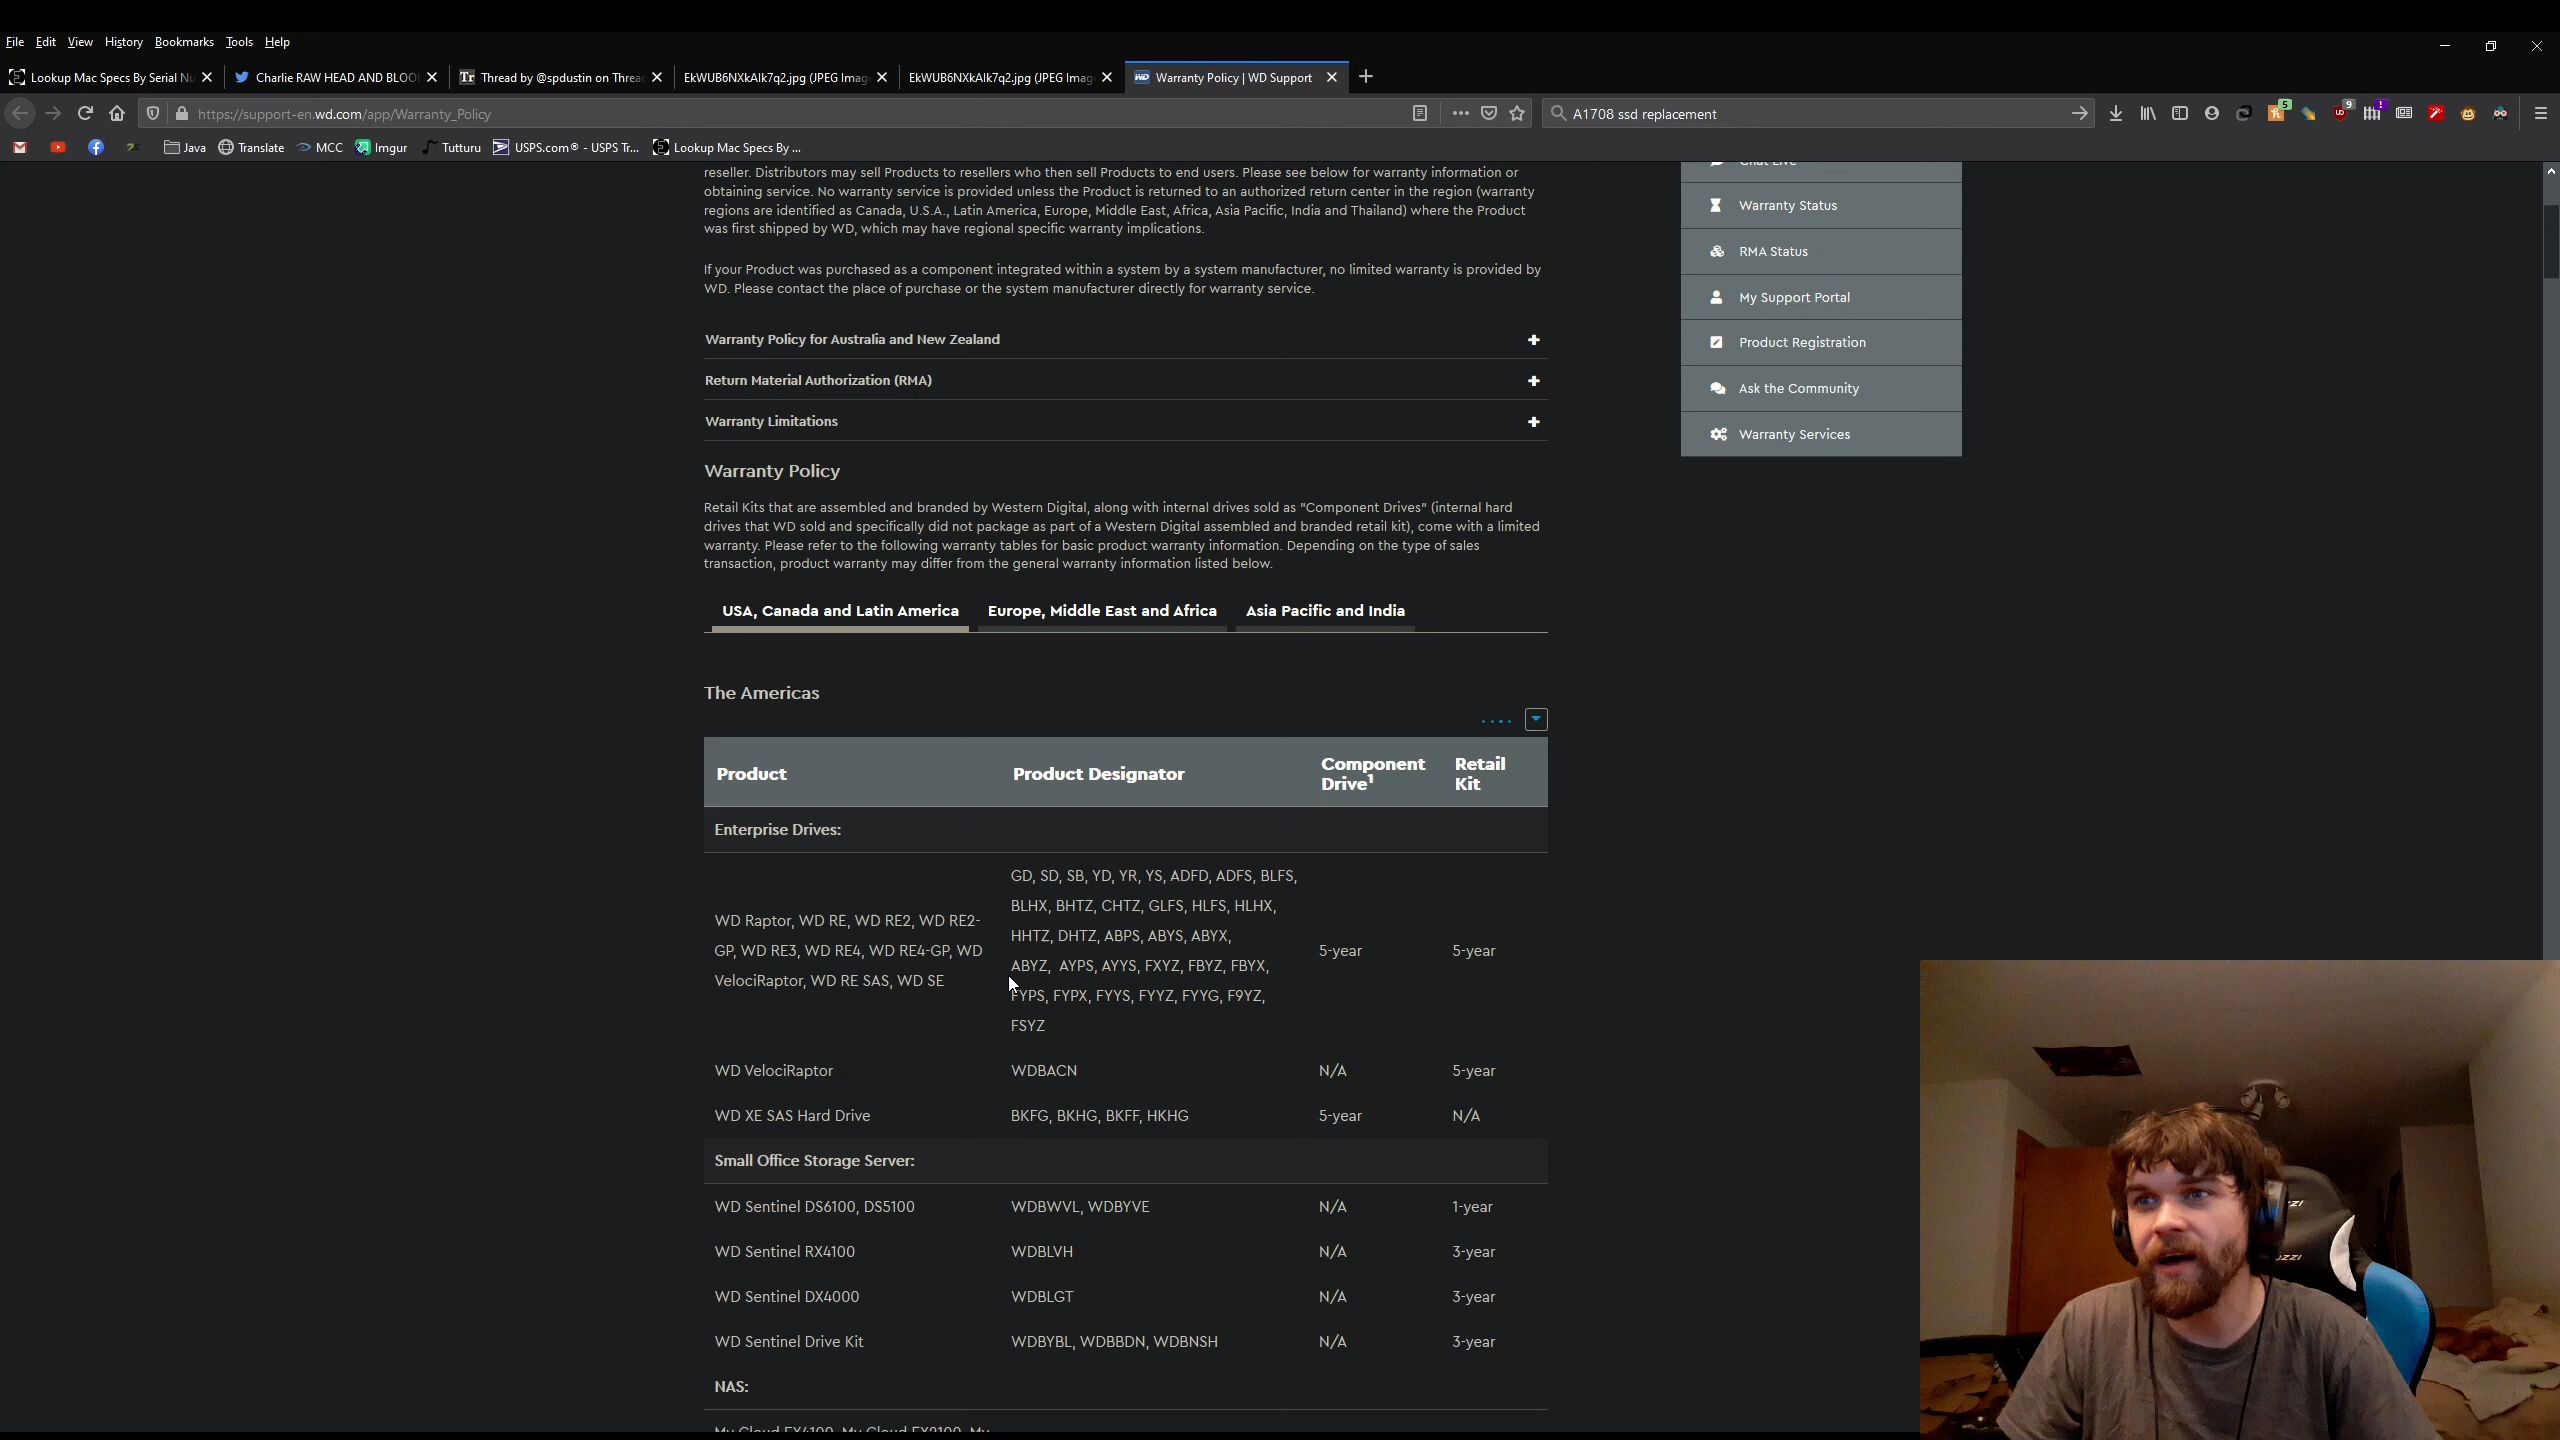 File Edit View History Bookmarks Tools Help
Lookup Mac Specs By Serial Nu
Charlie RAW HEAD AND BLOO
Thread by @spdustin on Threa
EkWUB6NXkAIk7q2.jpg (JPEG Imag
EkWUB6NXkAIk7q2.jpg (JPEG Imag
Warranty Policy | WD Support
https://support-en.wd.com/app/Warranty_Policy
A1708 ssd replacement
5
9
Java
Translate
MCC
Imgur
Tutturu
USPS.com® - USPS Tr...
Lookup Mac Specs By ...
reseller. Distributors may sell Products to resellers who then sell Products to end users. Please see below for warranty information or
obtaining service. No warranty service is provided unless the Product is returned to an authorized return center in the region (warranty
regions are identified as Canada, U.S.A., Latin America, Europe, Middle East, Africa, Asia Pacific, India and Thailand) where the Product
was first shipped by WD, which may have regional specific warranty implications.
If your Product was purchased as a component integrated within a system by a system manufacturer, no limited warranty is provided by
WD. Please contact the place of purchase or the system manufacturer directly for warranty service.
Warranty Policy for Australia and New Zealand
Return Material Authorization (RMA)
Warranty Limitations
Warranty Policy
Retail Kits that are assembled and branded by Western Digital, along with internal drives sold as "Component Drives" (internal hard
drives that WD sold and specifically did not package as part of a Western Digital assembled and branded retail kit), come with a limited
warranty. Please refer to the following warranty tables for basic product warranty information. Depending on the type of sales
transaction, product warranty may differ from the general warranty information listed below.
USA, Canada and Latin America
Europe, Middle East and Africa
Asia Pacific and India
The Americas
Product
Product Designator
Component
Drive¹
Retail
Kit
Enterprise Drives:
WD Raptor, WD RE, WD RE2, WD RE2-
GP, WD RE3, WD RE4, WD RE4-GP, WD
VelociRaptor, WD RE SAS, WD SE
GD, SD, SB, YD, YR, YS, ADFD, ADFS, BLFS,
BLHX, BHTZ, CHTZ, GLFS, HLFS, HLHX,
HHTZ, DHTZ, ABPS, ABYS, ABYX,
ABYZ, AYPS, AYYS, FXYZ, FBYZ, FBYX,
FYPS, FYPX, FYYS, FYYZ, FYYG, F9YZ,
FSYZ
5-year
5-year
WD VelociRaptor
WDBACN
N/A
5-year
WD XE SAS Hard Drive
BKFG, BKHG, BKFF, HKHG
5-year
N/A
Small Office Storage Server:
WD Sentinel DS6100, DS5100
WDBWVL, WDBYVE
N/A
1-year
WD Sentinel RX4100
WDBLVH
N/A
3-year
WD Sentinel DX4000
WDBLGT
N/A
3-year
WD Sentinel Drive Kit
WDBYBL, WDBBDN, WDBNSH
N/A
3-year
NAS:
My Cloud EX4100, My Cloud EX2100, My
Chat Live
Warranty Status
RMA Status
My Support Portal
Product Registration
Ask the Community
Warranty Services